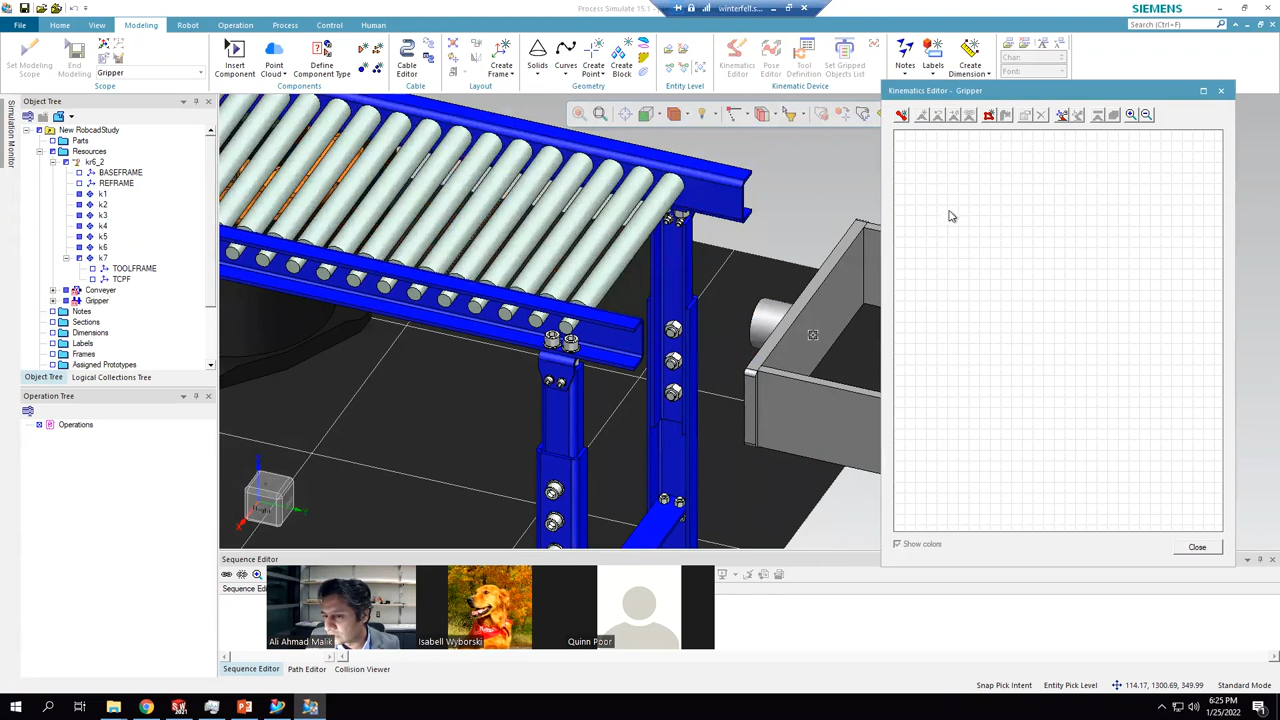 Process Simulate 15.1 -
winterfell.s...
SIEMENS
File Home View Modeling Robot Operation Process Control Human
Search (Ctrl+F)
Set Modeling Scope
End Modeling
Gripper
Scope
Insert Component
Point Cloud
Define Component Type
Components
Cable Editor
Cable
Create Frame
Layout
Solids
Curves
Create Point
Create Block
Geometry
Entity Level
Kinematics Editor
Pose Editor
Tool Definition
Set Gripped Objects List
Kinematic Device
Notes
Labels
Create Dimension
Char:
Font:
Simulation Monitor
Object Tree
New RobcadStudy
Parts
Resources
kr6_2
BASEFRAME
REFRAME
k1
k2
k3
k4
k5
k6
k7
TOOLFRAME
TCPF
Conveyer
Gripper
Notes
Sections
Dimensions
Labels
Frames
Assigned Prototypes
Object Tree Logical Collections Tree
Operation Tree
Operations
Kinematics Editor - Gripper
Show colors
Close
Right
Sequence Editor
Sequence Ed
Ali Ahmad Malik
Isabell Wyborski
Quinn Poor
Sequence Editor Path Editor Collision Viewer
Snap Pick Intent Entity Pick Level 114.17, 1300.69, 349.99 Standard Mode
6:25 PM
1/25/2022